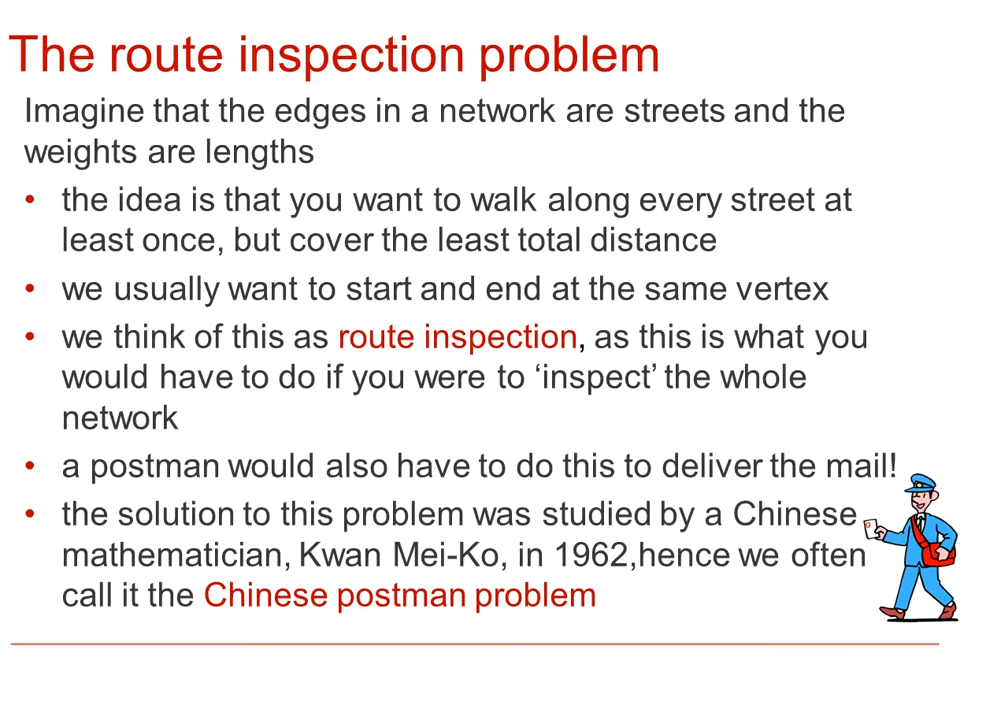 The route inspection problem
Imagine that the edges in a network are streets and the
weights are lengths
• the idea is that you want to walk along every street at
least once, but cover the least total distance
• we usually want to start and end at the same vertex
• we think of this as route inspection, as this is what you
would have to do if you were to ‘inspect’ the whole
network
• a postman would also have to do this to deliver the mail!
• the solution to this problem was studied by a Chinese
mathematician, Kwan Mei-Ko, in 1962,hence we often
call it the Chinese postman problem